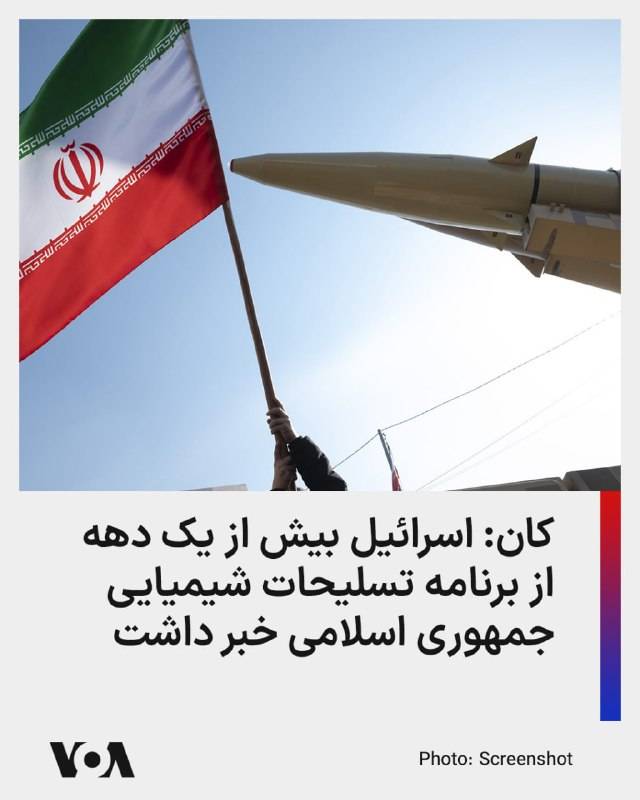 کان: اسرائیل بیش از یک دهه
از برنامه تسلیحات شیمیایی
جمهوری اسلامی خبر داشت
VOA
Photo: Screenshot